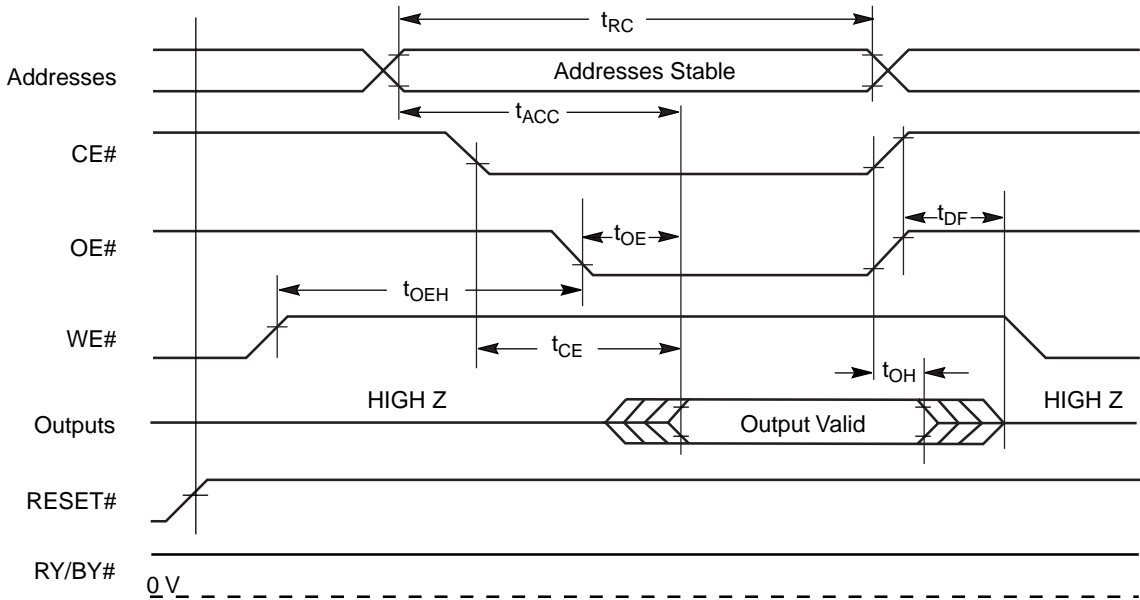 tRC
Addresses
Addresses Stable
tACC
CE#
tDF
OE#
tOE
tOEH
WE#
tCE
tOH
HIGH Z
HIGH Z
Outputs
Output Valid
RESET#
RY/BY#
0 V